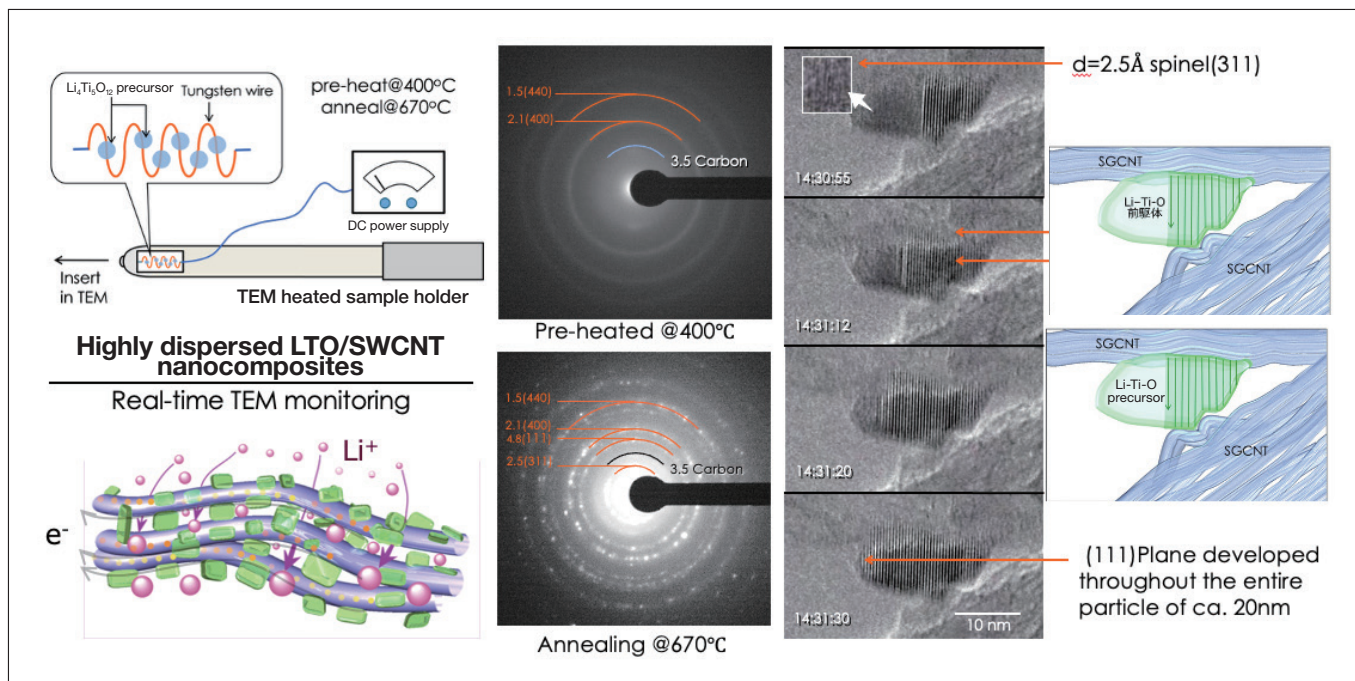 Li₄Ti₅O₁₂ precursor
Tungsten wire
pre-heat@400°C
anneal@670°C
DC power supply
Insert
in TEM
TEM heated sample holder
Highly dispersed LTO/SWCNT
nanocomposites
Real-time TEM monitoring
Li⁺
e⁻
1.5(440)
2.1(400)
3.5 Carbon
Pre-heated @400℃
1.5(440)
2.1(400)
4.8(111)
2.5(311)
3.5 Carbon
Annealing @670℃
14:30:55
14:31:12
14:31:20
14:31:30
10 nm
d=2.5Å spinel(311)
SGCNT
Li-Ti-O
前駆体
SGCNT
SGCNT
Li-Ti-O
precursor
SGCNT
(111)Plane developed
throughout the entire
particle of ca. 20nm